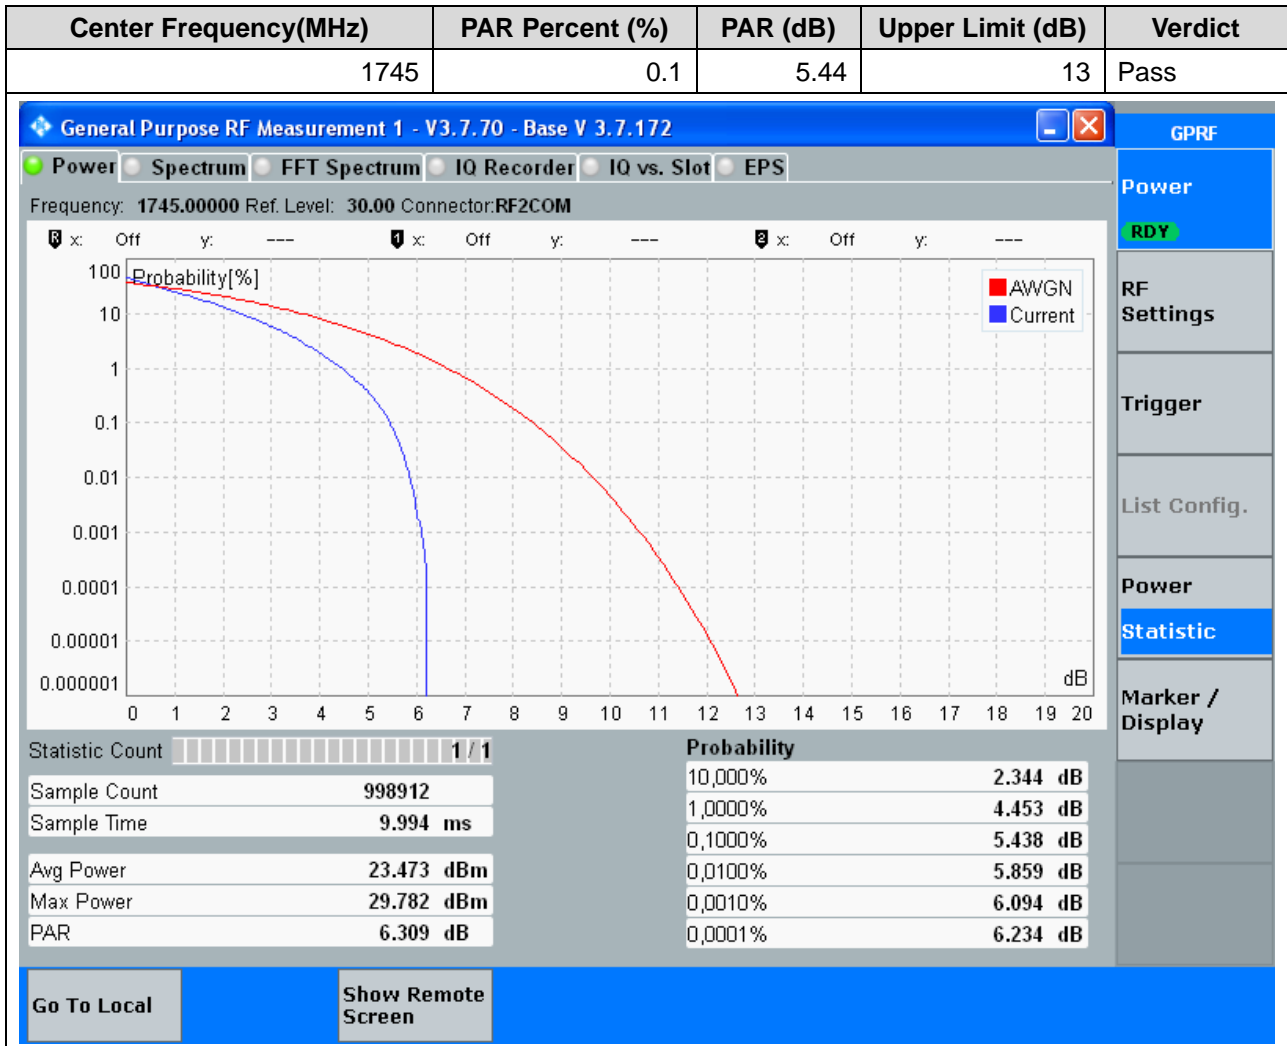 Center Frequency(MHz) PAR Percent (%) PAR (dB) Upper Limit (dB) Verdict
1745 0.1 5.44 13 Pass
General Purpose RF Measurement 1 - V3.7.70 - Base V 3.7.172
GPRF
Power Spectrum FFT Spectrum IQ Recorder IQ vs. Slot EPS
Frequency: 1745.00000 Ref. Level: 30.00 Connector:RF2COM
R x: Off y: --- 1 x: Off y: --- 2 x: Off y: ---
Probability[%]
100
10
1
0.1
0.01
0.001
0.0001
0.00001
0.000001
AWGN
Current
dB
0 1 2 3 4 5 6 7 8 9 10 11 12 13 14 15 16 17 18 19 20
Statistic Count 1 / 1
Sample Count 998912
Sample Time 9.994 ms
Avg Power 23.473 dBm
Max Power 29.782 dBm
PAR 6.309 dB
Probability
10,000% 2.344 dB
1,0000% 4.453 dB
0,1000% 5.438 dB
0,0100% 5.859 dB
0,0010% 6.094 dB
0,0001% 6.234 dB
Power
RDY
RF
Settings
Trigger
List Config.
Power
Statistic
Marker /
Display
Go To Local
Show Remote
Screen